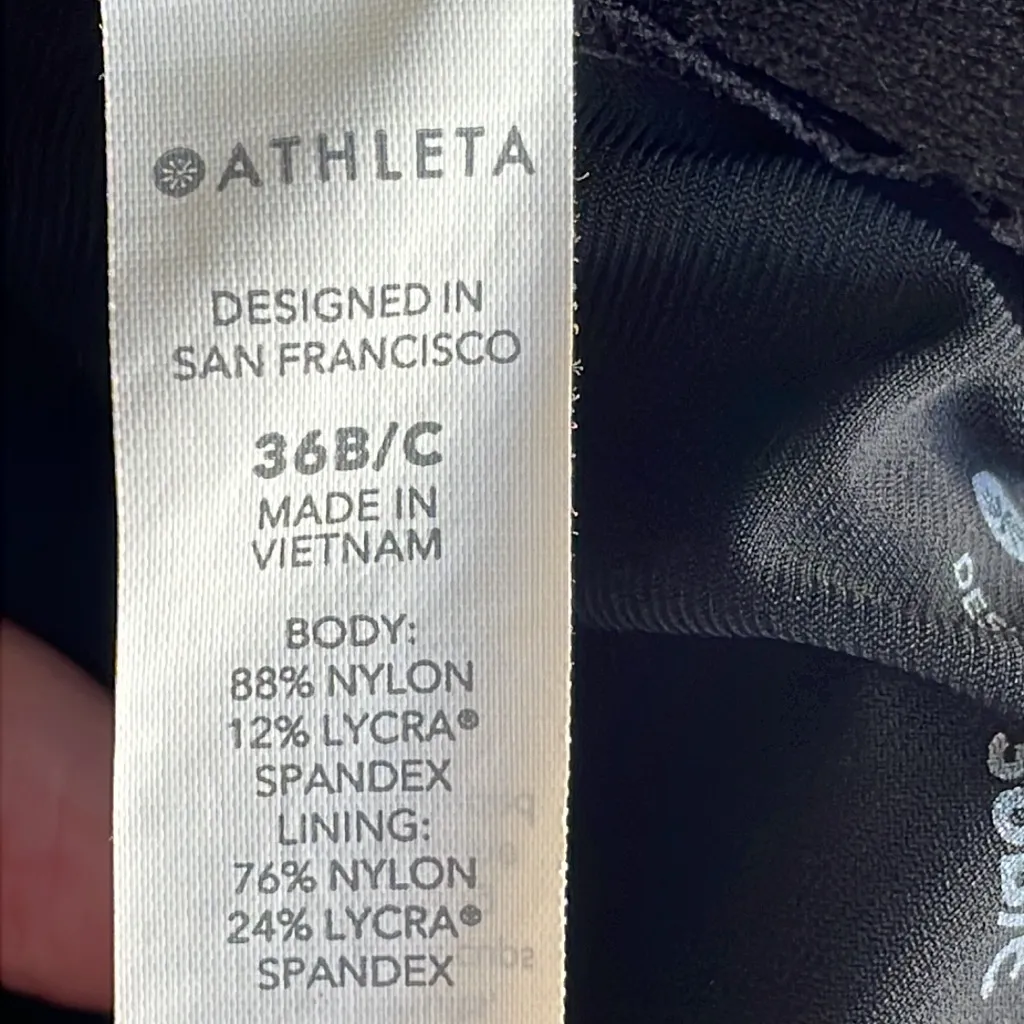 ATHLETA
DESIGNED IN
SAN FRANCISCO
36B/C
MADE IN
VIETNAM
BODY:
88% NYLON
12% LYCRA®
SPANDEX
LINING:
76% NYLON
24% LYCRA®
SPANDEX